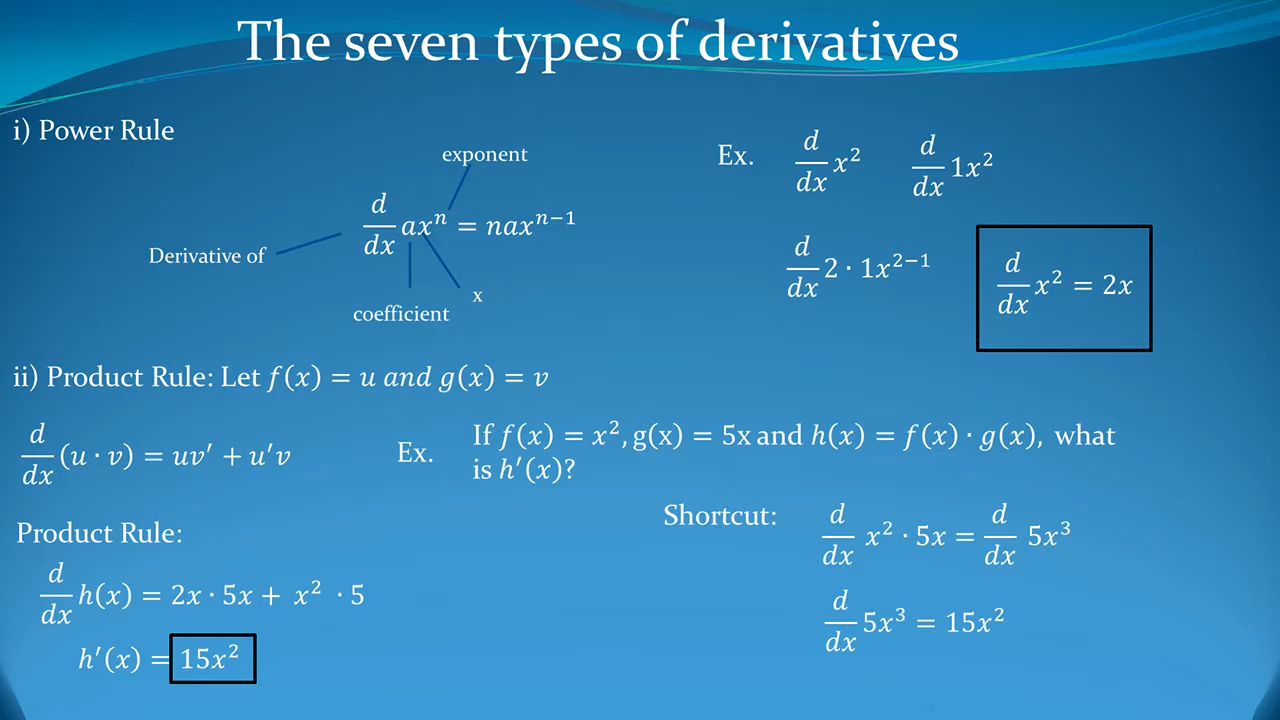 The seven types of derivatives
i) Power Rule
exponent
d/dx axⁿ = naxⁿ⁻¹
Derivative of
x
coefficient
Ex. d/dx x² d/dx 1x²
d/dx 2 · 1x²⁻¹
d/dx x² = 2x
ii) Product Rule: Let f(x) = u and g(x) = v
d/dx (u · v) = uv′ + u′v
Ex. If f(x) = x², g(x) = 5x and h(x) = f(x) · g(x), what
is h′(x)?
Product Rule:
d/dx h(x) = 2x · 5x + x² · 5
h′(x) = 15x²
Shortcut: d/dx x² · 5x = d/dx 5x³
d/dx 5x³ = 15x²